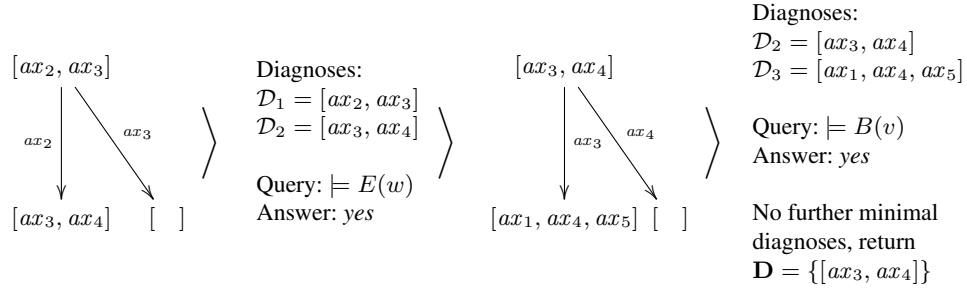 [ax₂, ax₃]
ax₂
ax₃
[ax₃, ax₄] [ ]
Diagnoses:
𝒟₁ = [ax₂, ax₃]
𝒟₂ = [ax₃, ax₄]
Query: ⊨ E(w)
Answer: yes
[ax₃, ax₄]
ax₃
ax₄
[ax₁, ax₄, ax₅] [ ]
Diagnoses:
𝒟₂ = [ax₃, ax₄]
𝒟₃ = [ax₁, ax₄, ax₅]
Query: ⊨ B(v)
Answer: yes
No further minimal
diagnoses, return
𝐃 = {[ax₃, ax₄]}